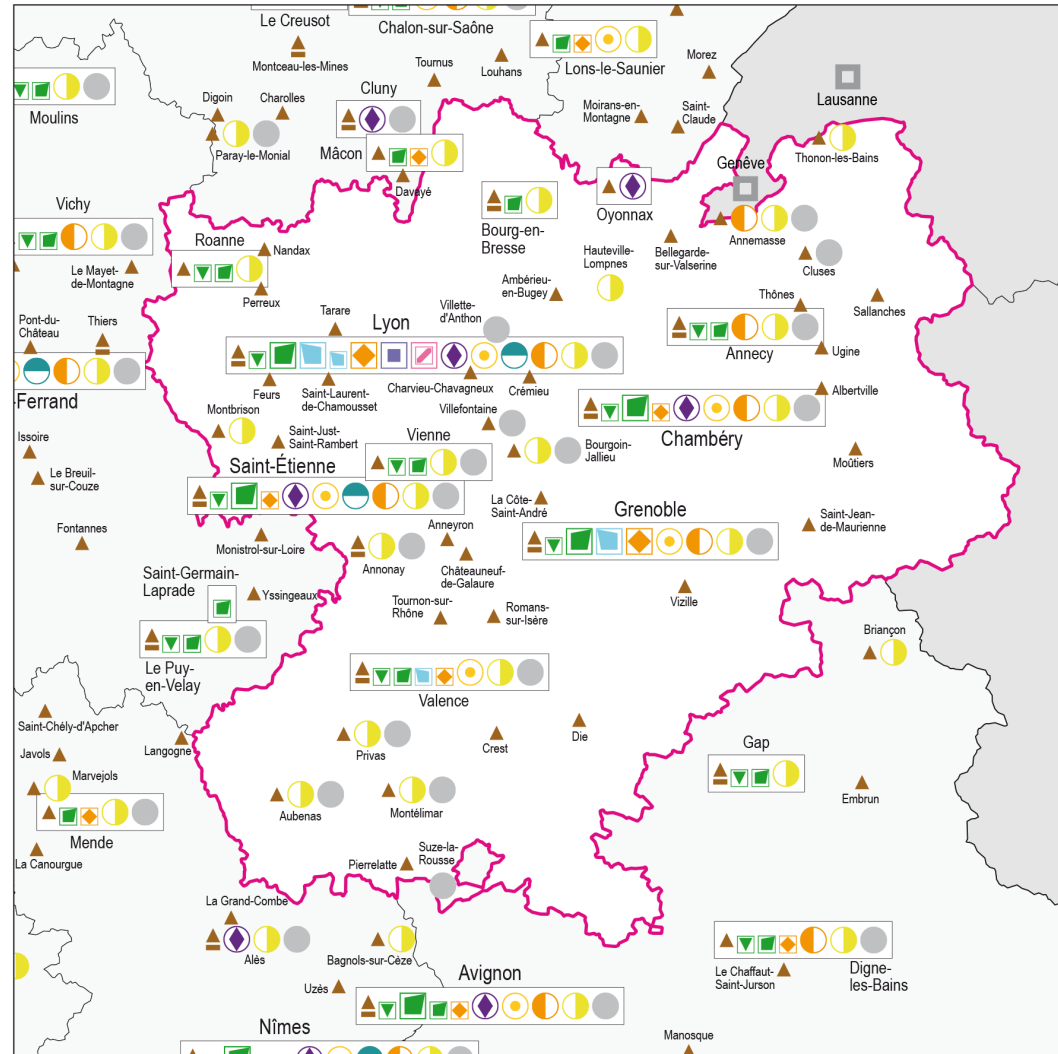 Le Creusot
Chalon-sur-Saône
Montceau-les-Mines
Tournus
Louhans
Lons-le-Saunier
Morez
Lausanne
Moulins
Digoin
Charolles
Cluny
Moirans-en-
Montagne
Saint-
Claude
Paray-le-Monial
Mâcon
Davayé
Thonon-les-Bains
Genève
Vichy
Roanne
Nandax
Bourg-en-
Bresse
Oyonnax
Annemasse
Le Mayet-
de-Montagne
Perreux
Hauteville-
Lompnes
Bellegarde-
sur-Valserine
Cluses
Ambérieu-
en-Bugey
Thônes
Sallanches
Pont-du-
Château
Thiers
Tarare
Lyon
Villette-
d'Anthon
Annecy
Ugine
-Ferrand
Feurs
Saint-Laurent-
de-Chamousset
Charvieu-Chavagneux
Crémieu
Albertville
Montbrison
Villefontaine
Chambéry
Issoire
Saint-Just-
Saint-Rambert
Vienne
Bourgoin-
Jallieu
Moûtiers
Le Breuil-
sur-Couze
Saint-Étienne
La Côte-
Saint-André
Grenoble
Saint-Jean-
de-Maurienne
Fontannes
Monistrol-sur-Loire
Anneyron
Annonay
Châteauneuf-
de-Galaure
Saint-Germain-
Laprade
Yssingeaux
Tournon-sur-
Rhône
Romans-
sur-Isère
Vizille
Briançon
Le Puy-
en-Velay
Valence
Saint-Chély-d'Apcher
Javols
Langogne
Privas
Crest
Die
Gap
Marvejols
Embrun
Aubenas
Montélimar
Mende
La Canourgue
Pierrelatte
Suze-la-
Rousse
La Grand-Combe
Alès
Bagnols-sur-Cèze
Uzès
Avignon
Le Chaffaut-
Saint-Jurson
Digne-
les-Bains
Nîmes
Manosque